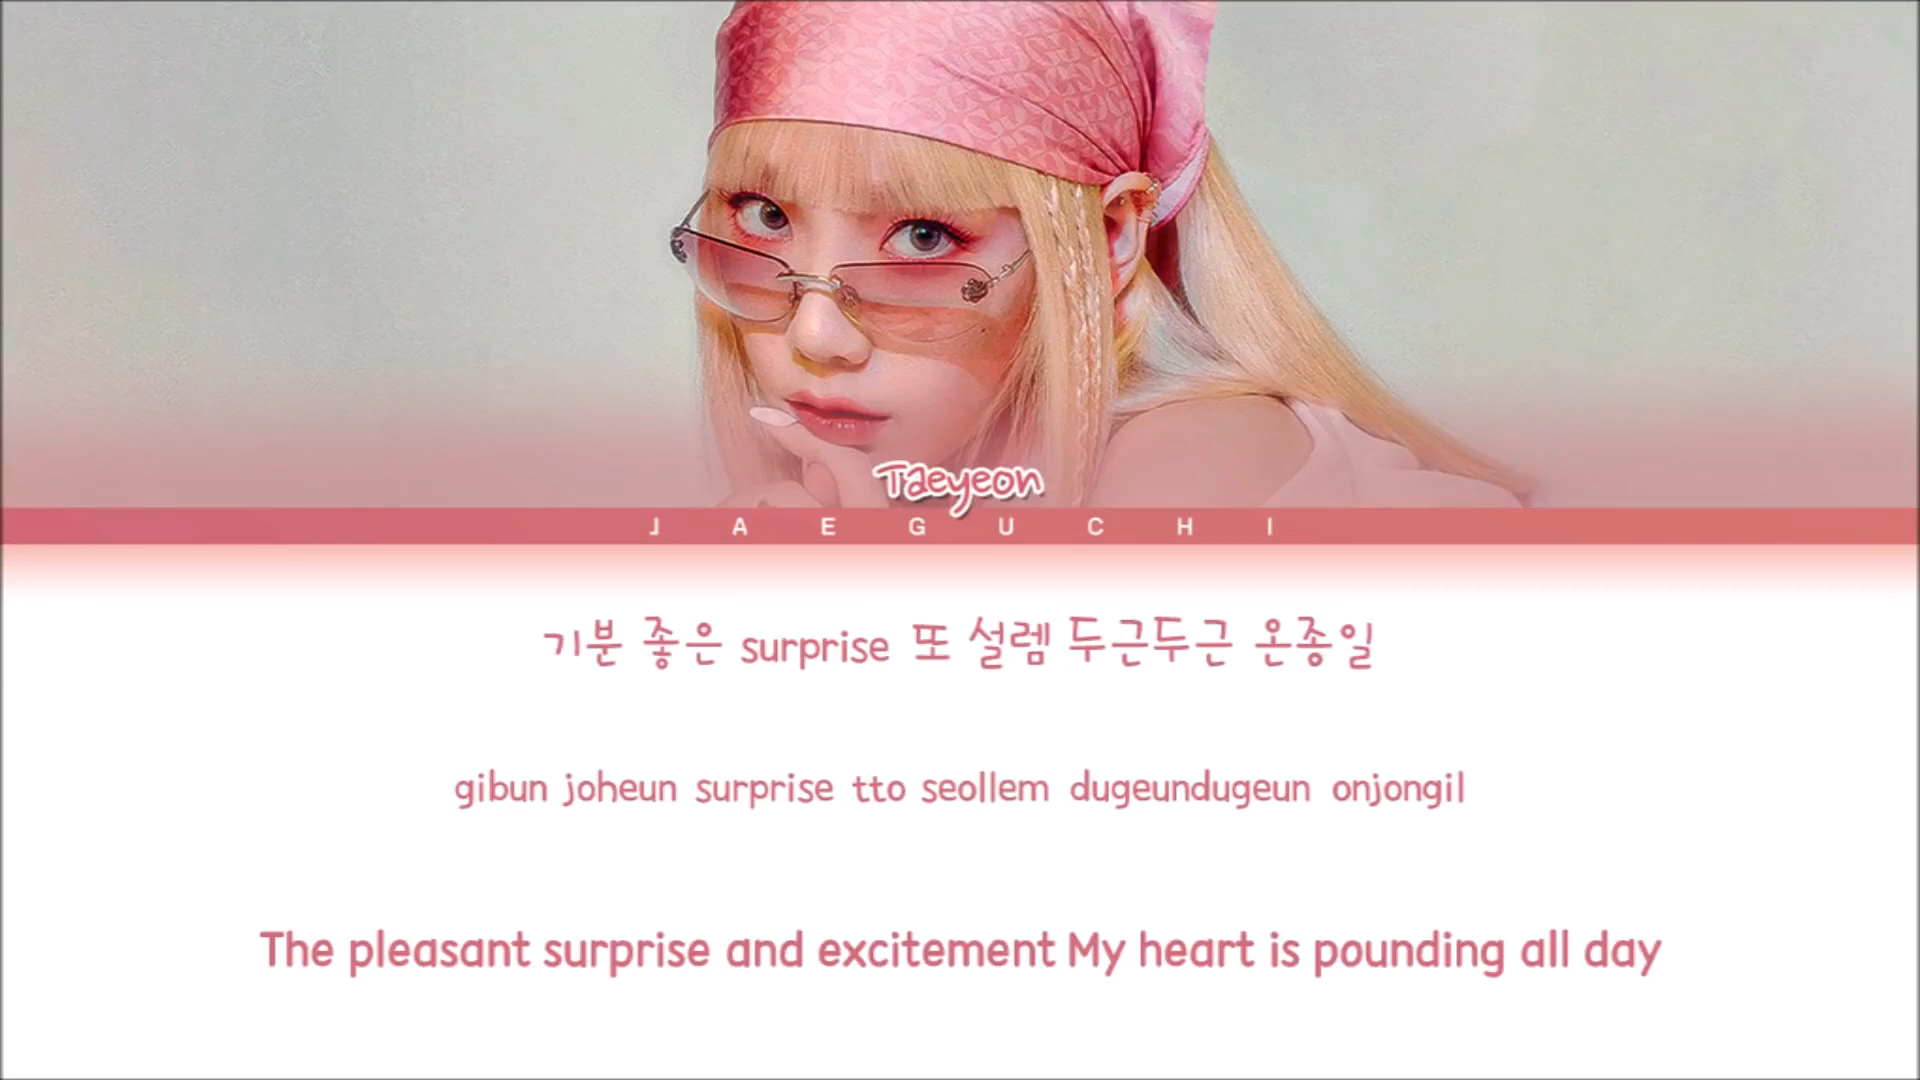 Taeyeon
JAEGUCHI
기분 좋은 surprise 또 설렘 두근두근 온종일
gibun joheun surprise tto seollem dugeundugeun onjongil
The pleasant surprise and excitement My heart is pounding all day